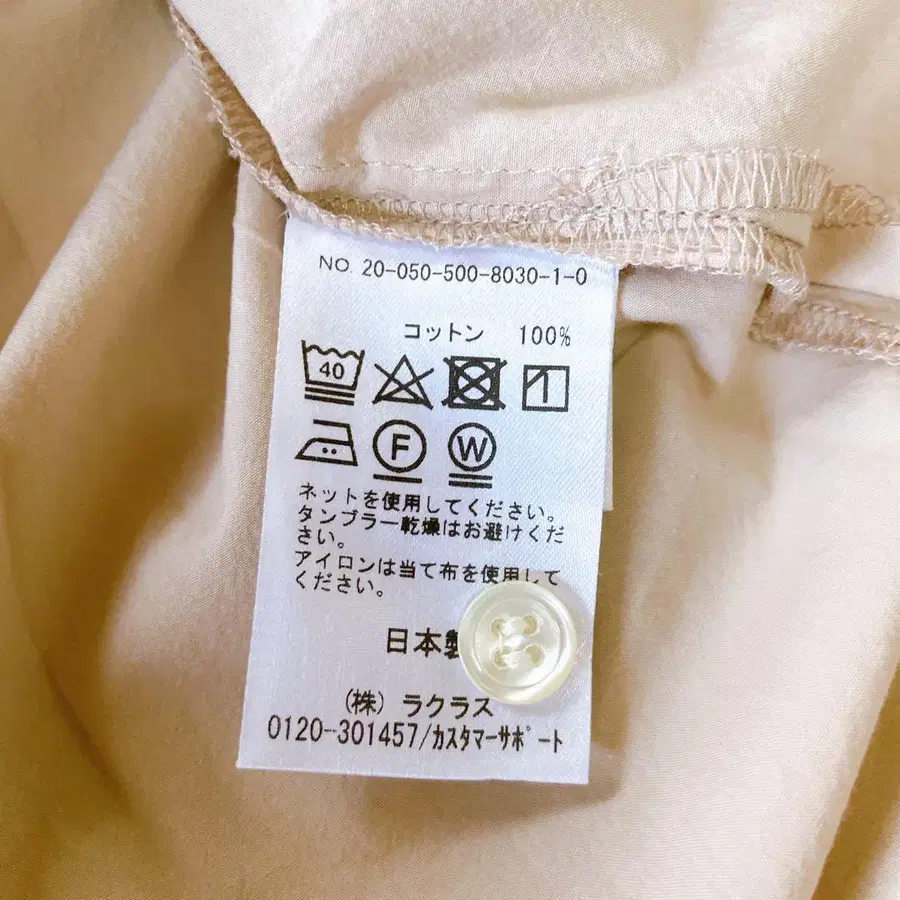 NO. 20-050-500-8030-1-0
コットン 100%
40
F W
ネットを使用してください。
タンブラー乾燥はお避けくだ
さい。
アイロンは当て布を使用して
ください。
日本製
(株) ラクラス
0120-301457/カスタマーサポート